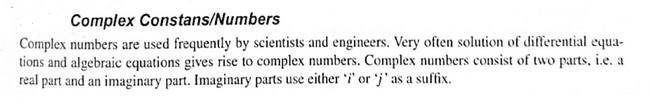 Complex Constans/Numbers
Complex numbers are used frequently by scientists and engineers. Very often solution of differential equa-
tions and algebraic equations gives rise to complex numbers. Complex numbers consist of two parts, i.e. a
real part and an imaginary part. Imaginary parts use either ‘i’ or ‘j’ as a suffix.